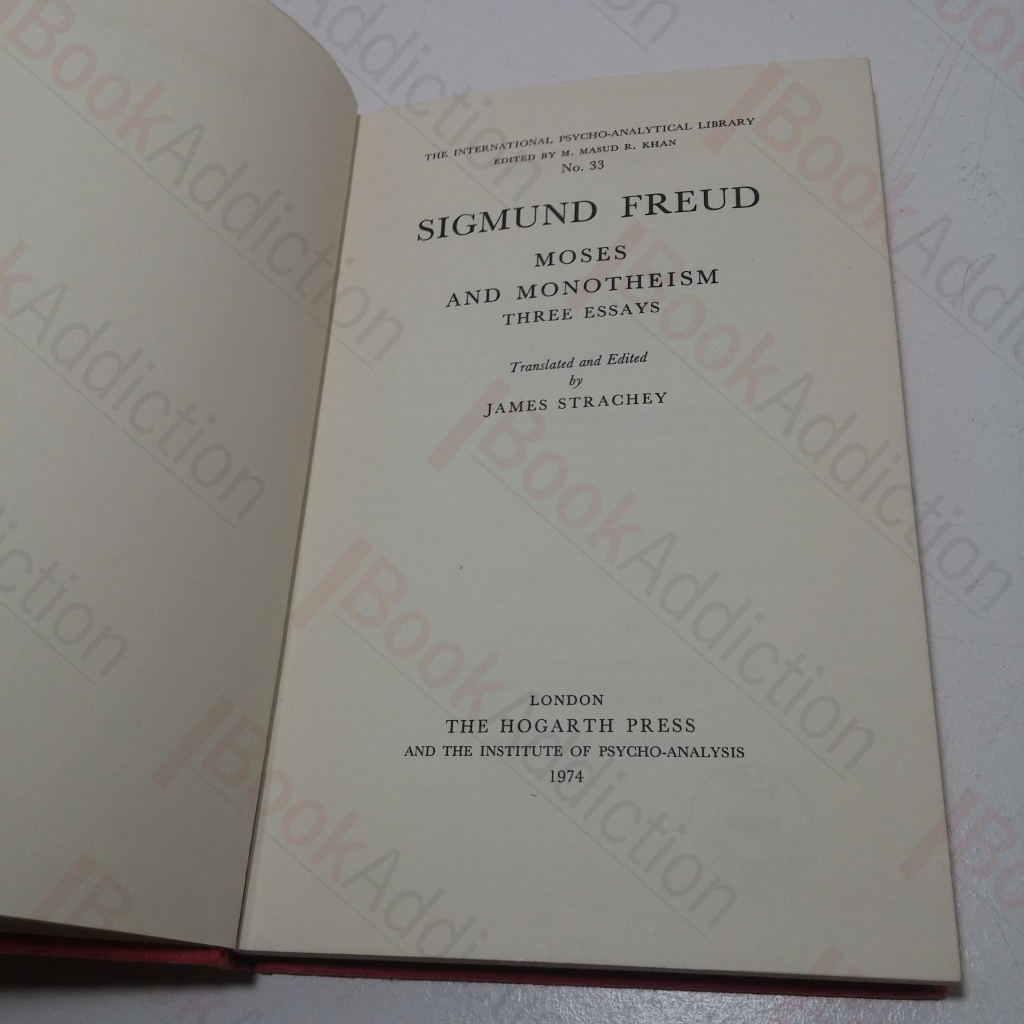 THE INTERNATIONAL PSYCHO-ANALYTICAL LIBRARY
EDITED BY M. MASUD R. KHAN
No. 33
SIGMUND FREUD
MOSES
AND MONOTHEISM
THREE ESSAYS
Translated and Edited
by
JAMES STRACHEY
LONDON
THE HOGARTH PRESS
AND THE INSTITUTE OF PSYCHO-ANALYSIS
1974
BookAddiction